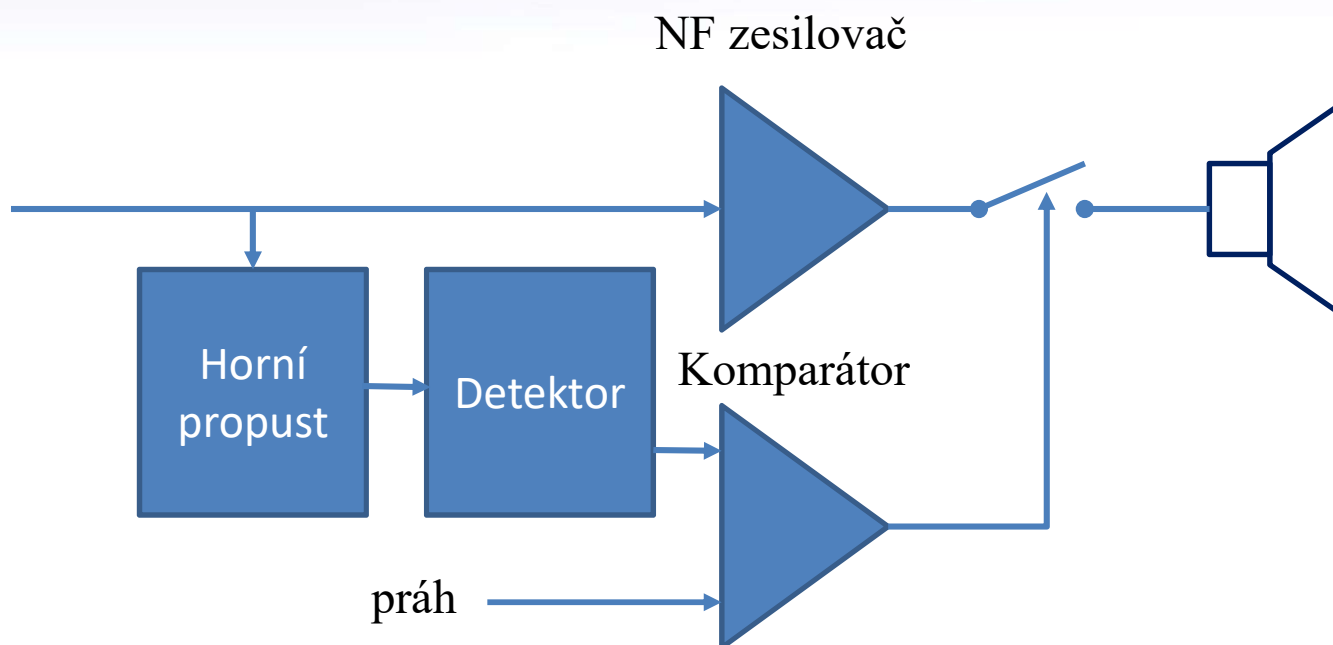 NF zesilovač
Horní
propust
Detektor
Komparátor
práh